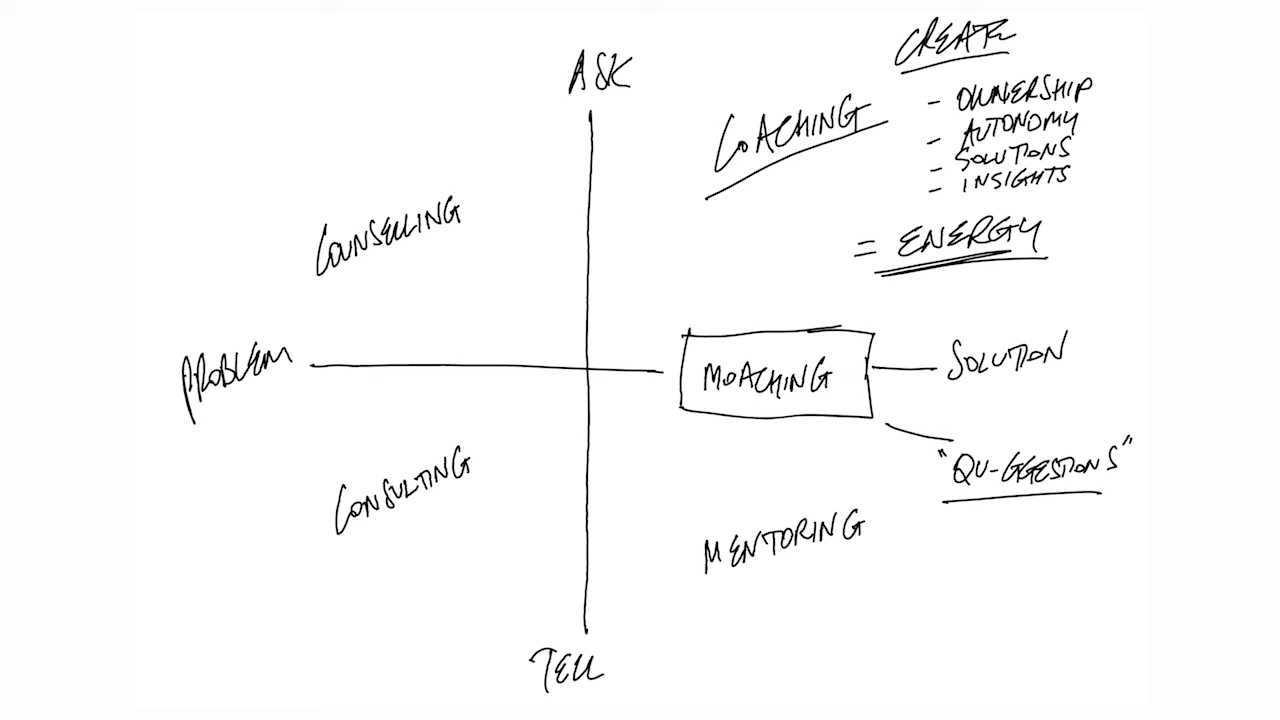 CREATE
ASK
- OWNERSHIP
COACHING
- AUTONOMY
- SOLUTIONS
- INSIGHTS
COUNSELLING
= ENERGY
PROBLEM
MOACHING
SOLUTION
"QU-GGESTIONS"
CONSULTING
MENTORING
TELL